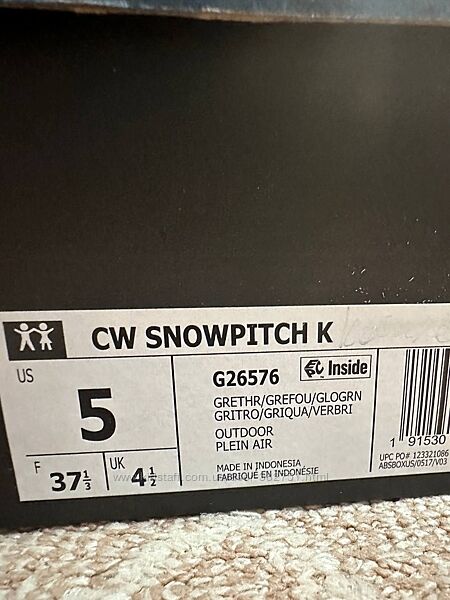 CW SNOWPITCH K
US
5
F
37 1/3
UK
4 1/2
G26576
Inside
GRETHR/GREFOU/GLOGRN
GRITRO/GRIQUA/VERBRI
OUTDOOR
PLEIN AIR
MADE IN INDONESIA
FABRIQUÉ EN INDONÉSIE
1 91530
UPC PO# 123321086
ABSBOXUS/0517/V03